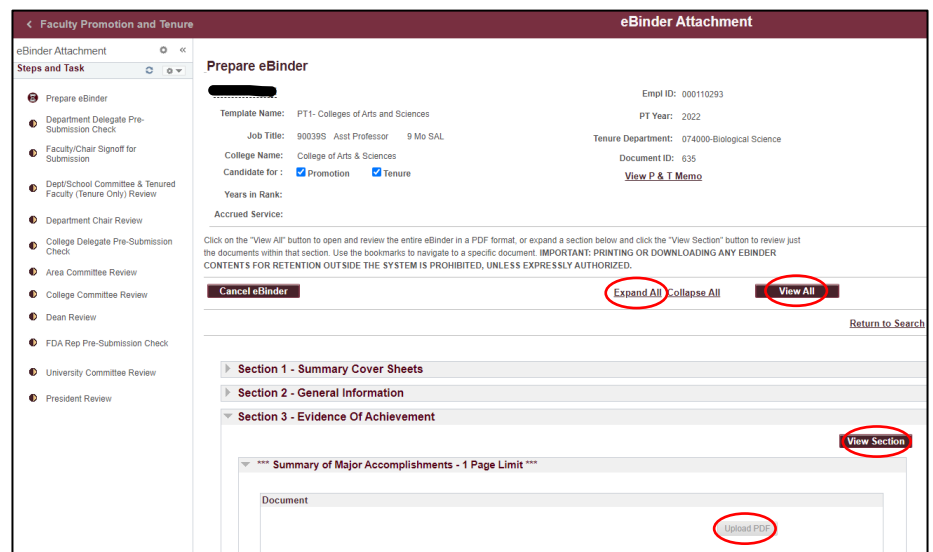 Faculty Promotion and Tenure
eBinder Attachment
eBinder Attachment
Steps and Task
Prepare eBinder
Department Delegate Pre-
Submission Check
Faculty/Chair Signoff for
Submission
Dept/School Committee & Tenured
Faculty (Tenure Only) Review
Department Chair Review
College Delegate Pre-Submission
Check
Area Committee Review
College Committee Review
Dean Review
FDA Rep Pre-Submission Check
University Committee Review
President Review
Prepare eBinder
Empl ID: 000110293
Template Name: PT1- Colleges of Arts and Sciences
PT Year: 2022
Job Title: 90039S Asst Professor 9 Mo SAL
Tenure Department: 074000-Biological Science
College Name: College of Arts & Sciences
Document ID: 635
Candidate for : Promotion Tenure
View P & T Memo
Years in Rank:
Accrued Service:
Click on the "View All" button to open and review the entire eBinder in a PDF format, or expand a section below and click the "View Section" button to review just
the documents within that section. Use the bookmarks to navigate to a specific document. IMPORTANT: PRINTING OR DOWNLOADING ANY EBINDER
CONTENTS FOR RETENTION OUTSIDE THE SYSTEM IS PROHIBITED, UNLESS EXPRESSLY AUTHORIZED.
Cancel eBinder
Expand All Collapse All
View All
Return to Search
Section 1 - Summary Cover Sheets
Section 2 - General Information
Section 3 - Evidence Of Achievement
View Section
*** Summary of Major Accomplishments - 1 Page Limit ***
Document
Upload PDF